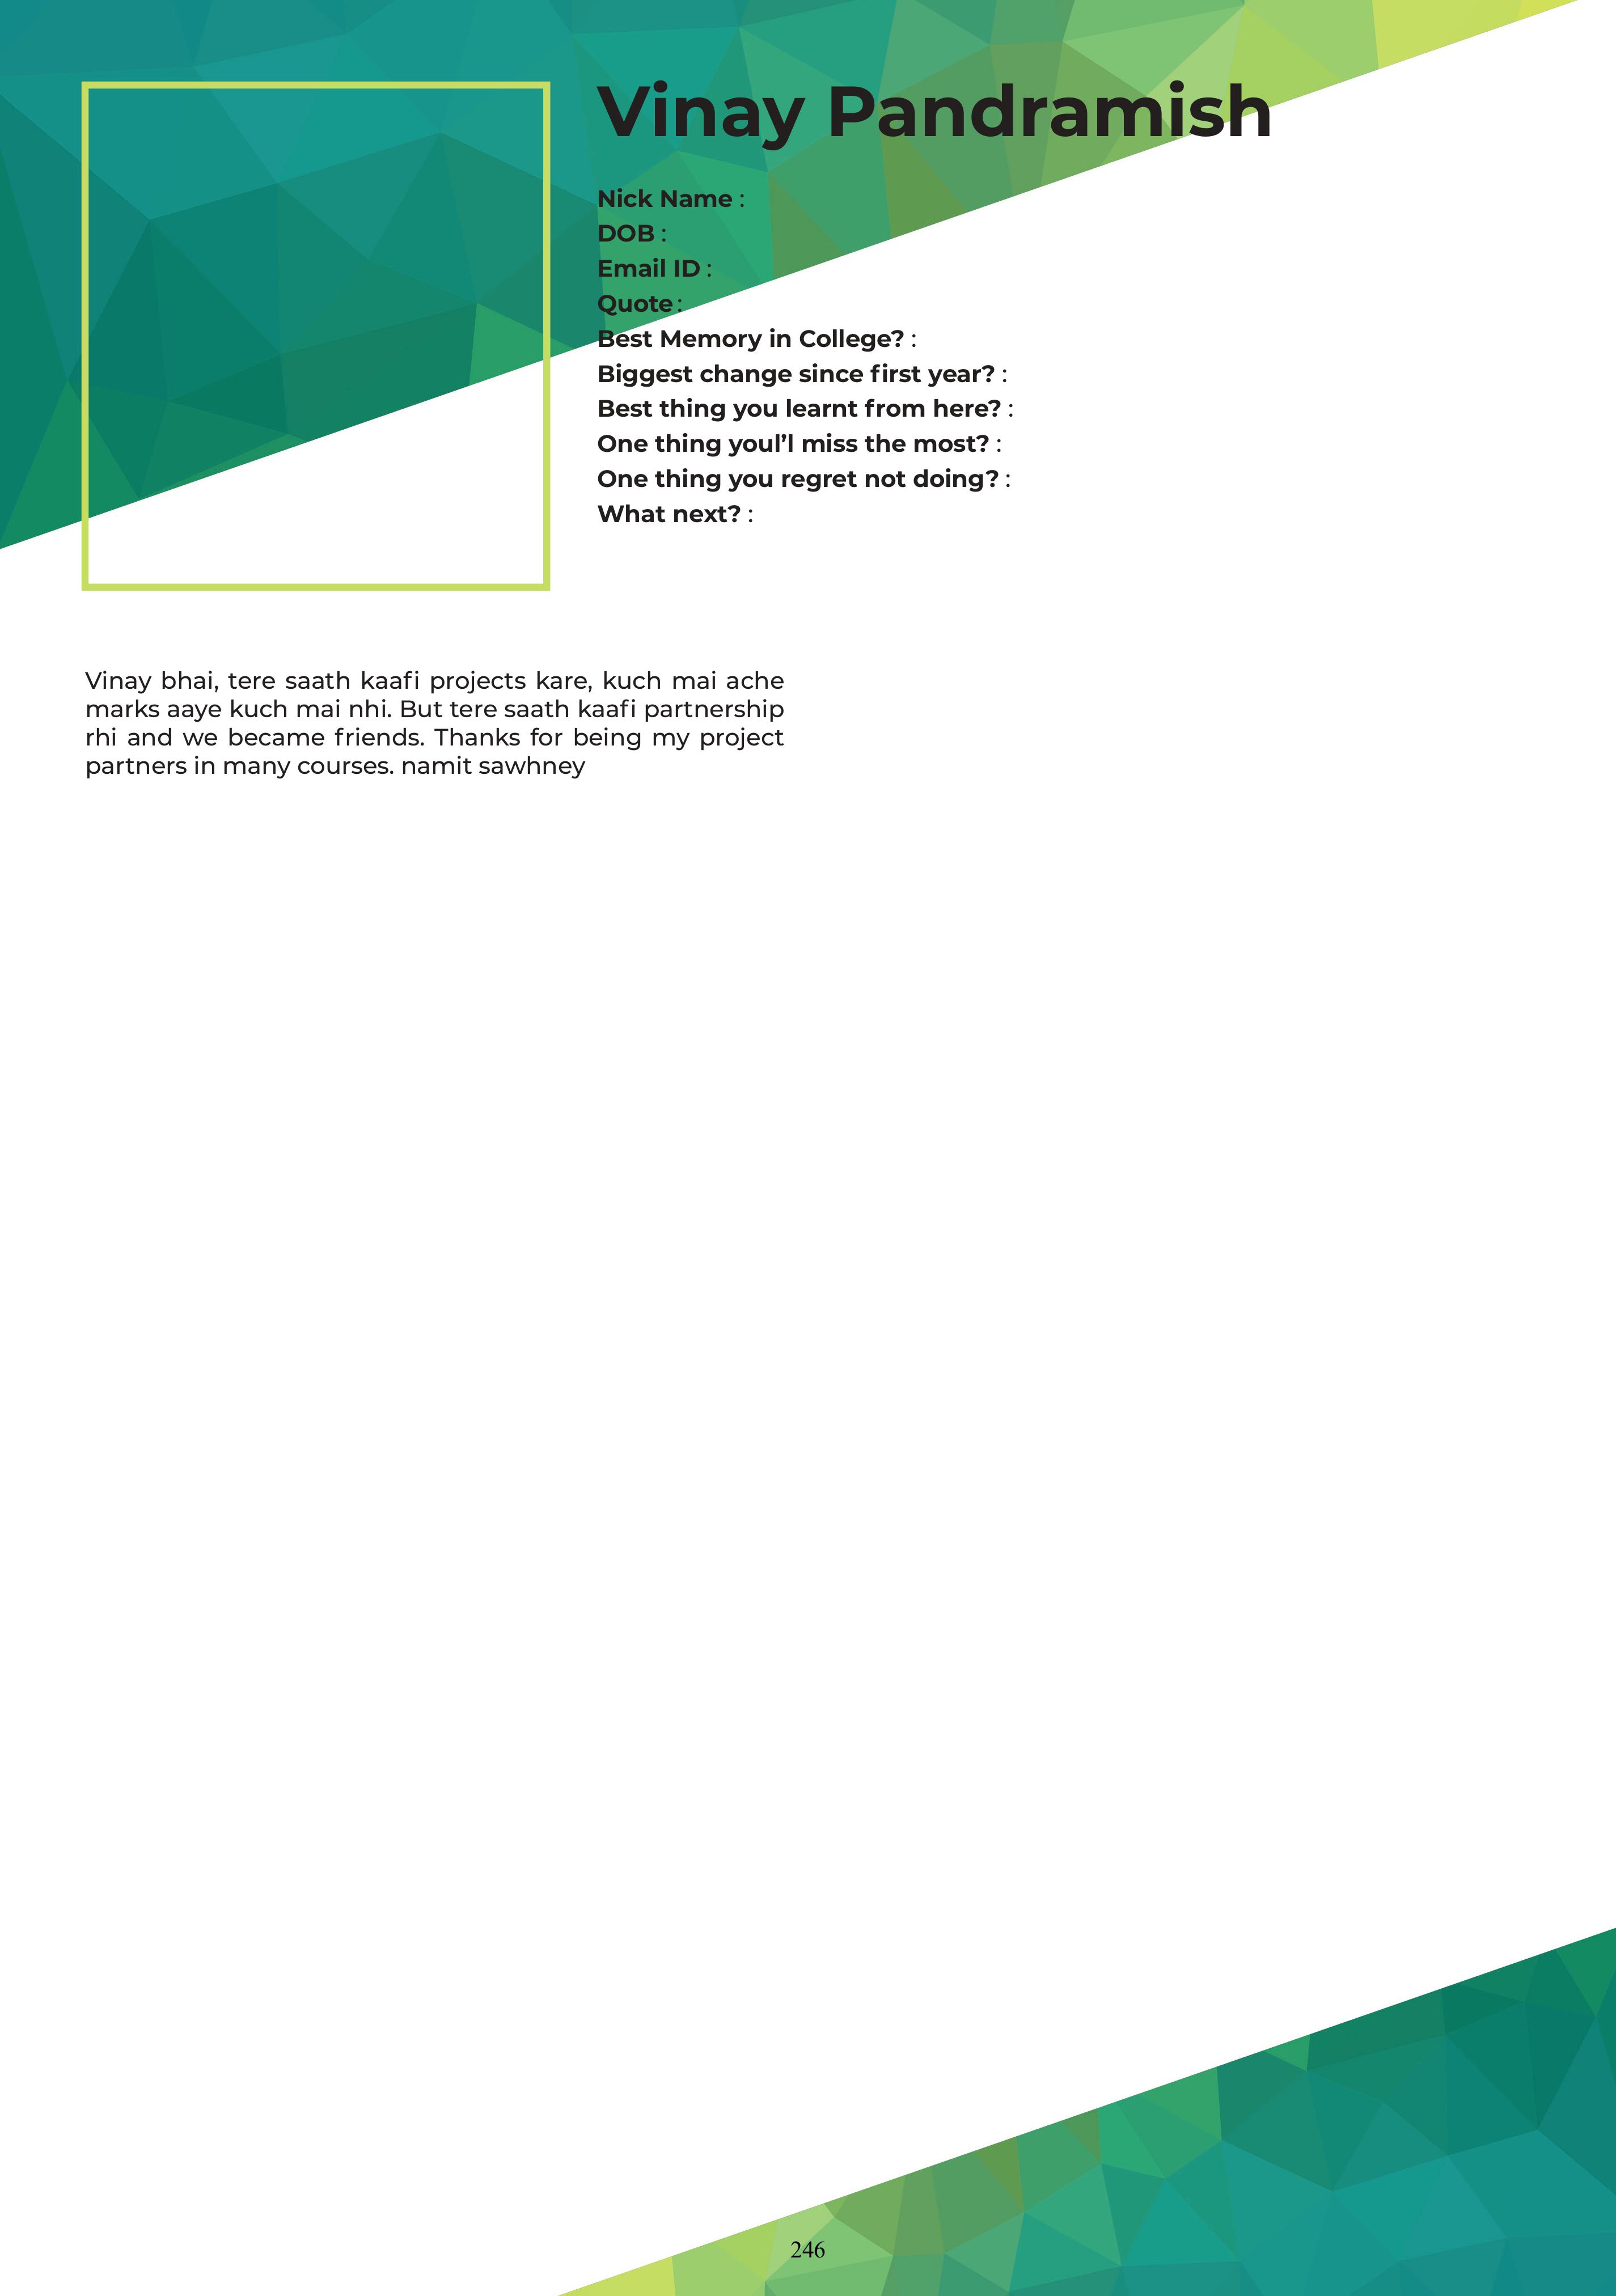 Vinay Pandramish
Nick Name :
DOB :
Email ID :
Quote :
Best Memory in College? :
Biggest change since first year? :
Best thing you learnt from here? :
One thing youl’l miss the most? :
One thing you regret not doing? :
What next? :
Vinay bhai, tere saath kaafi projects kare, kuch mai ache
marks aaye kuch mai nhi. But tere saath kaafi partnership
rhi and we became friends. Thanks for being my project
partners in many courses. namit sawhney
246